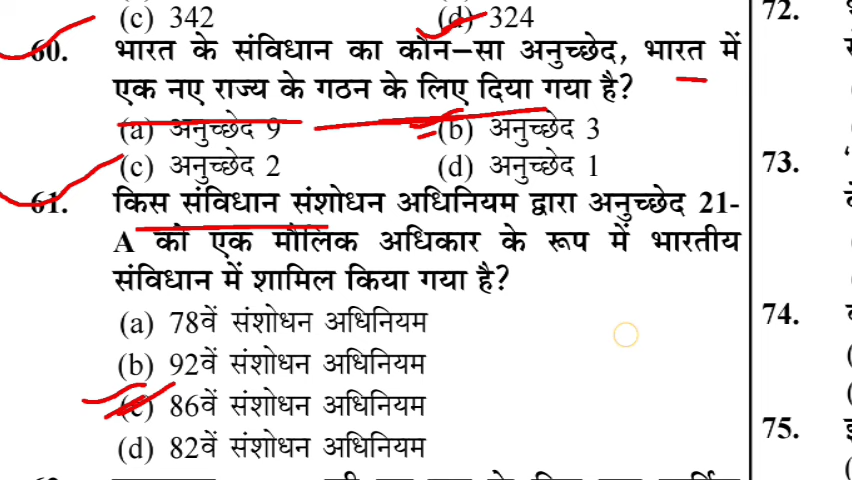 (c) 342 (d) 324
60. भारत के संविधान का कौन-सा अनुच्छेद, भारत में
एक नए राज्य के गठन के लिए दिया गया है?
(a) अनुच्छेद 9 (b) अनुच्छेद 3
(c) अनुच्छेद 2 (d) अनुच्छेद 1
61. किस संविधान संशोधन अधिनियम द्वारा अनुच्छेद 21-
A को एक मौलिक अधिकार के रूप में भारतीय
संविधान में शामिल किया गया है?
(a) 78वें संशोधन अधिनियम
(b) 92वें संशोधन अधिनियम
(c) 86वें संशोधन अधिनियम
(d) 82वें संशोधन अधिनियम
72.
73.
74.
75.